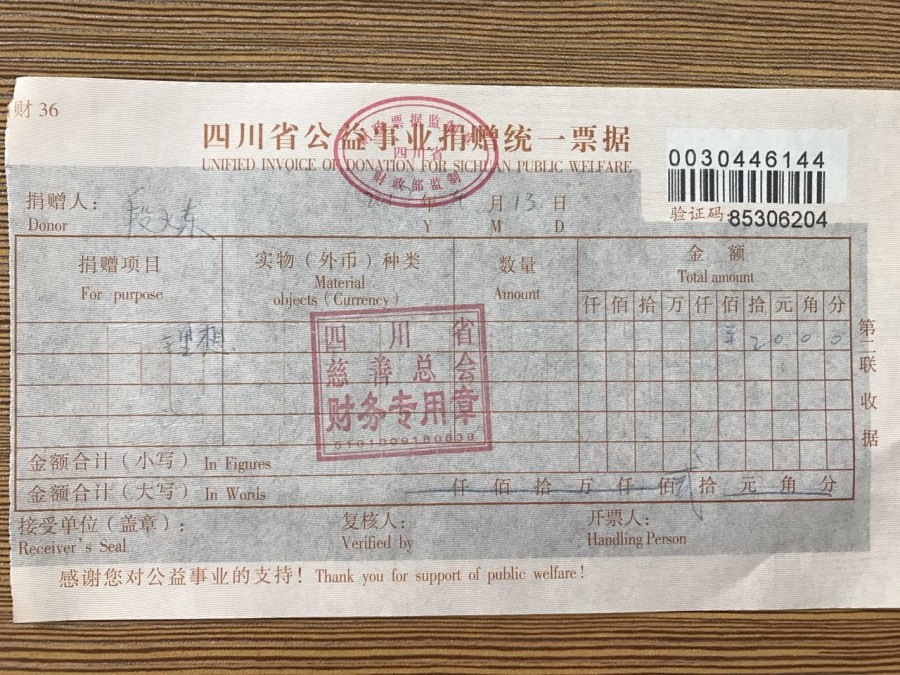 财 36
四川省公益事业捐赠统一票据
UNIFIED INVOICE OF DONATION FOR SICHUAN PUBLIC WELFARE
四川省
财政部监制
0030446144
验证码:85306204
捐赠人:
Donor
年 月 13 日
Y M D
捐赠项目 实物(外币)种类 数量 金额
For purpose Material objects(Currency) Amount Total amount
仟 佰 拾 万 仟 佰 拾 元 角 分
理想 ¥ 2 0 0 0
四川省
慈善总会
财务专用章
5101009180039
第二联 收据
金额合计(小写) In Figures
金额合计(大写) In Words 仟 佰 拾 万 仟 佰 贰 拾 元 角 分
接受单位(盖章): 复核人: 开票人:
Receiver's Seal Verified by Handling Person
感谢您对公益事业的支持! Thank you for support of public welfare!